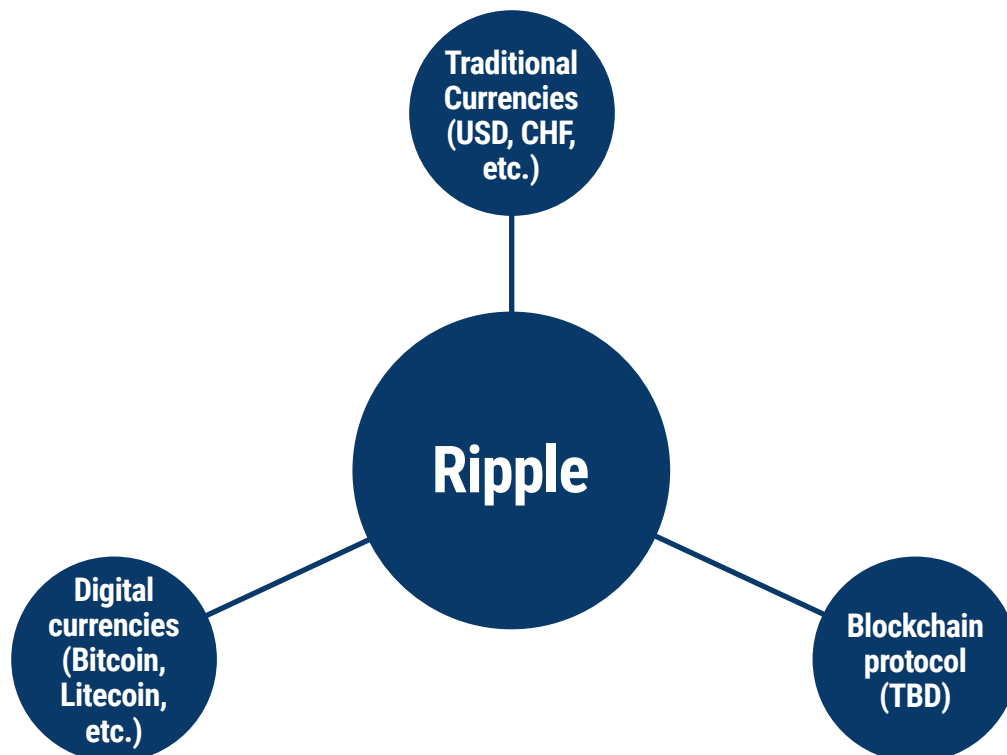 Traditional
Currencies
(USD, CHF,
etc.)
Ripple
Digital
currencies
(Bitcoin,
Litecoin,
etc.)
Blockchain
protocol
(TBD)